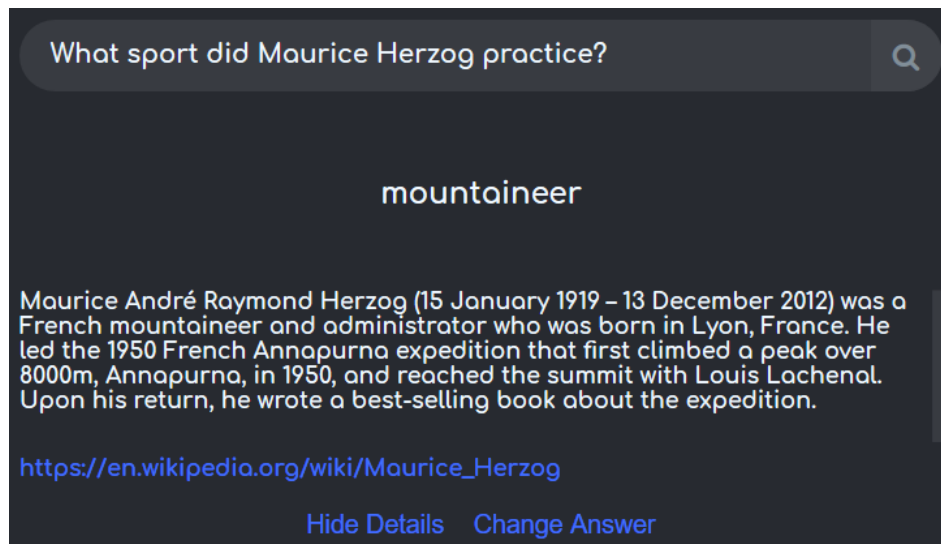 What sport did Maurice Herzog practice?
mountaineer
Maurice André Raymond Herzog (15 January 1919 – 13 December 2012) was a
French mountaineer and administrator who was born in Lyon, France. He
led the 1950 French Annapurna expedition that first climbed a peak over
8000m, Annapurna, in 1950, and reached the summit with Louis Lachenal.
Upon his return, he wrote a best-selling book about the expedition.
https://en.wikipedia.org/wiki/Maurice_Herzog
Hide Details Change Answer